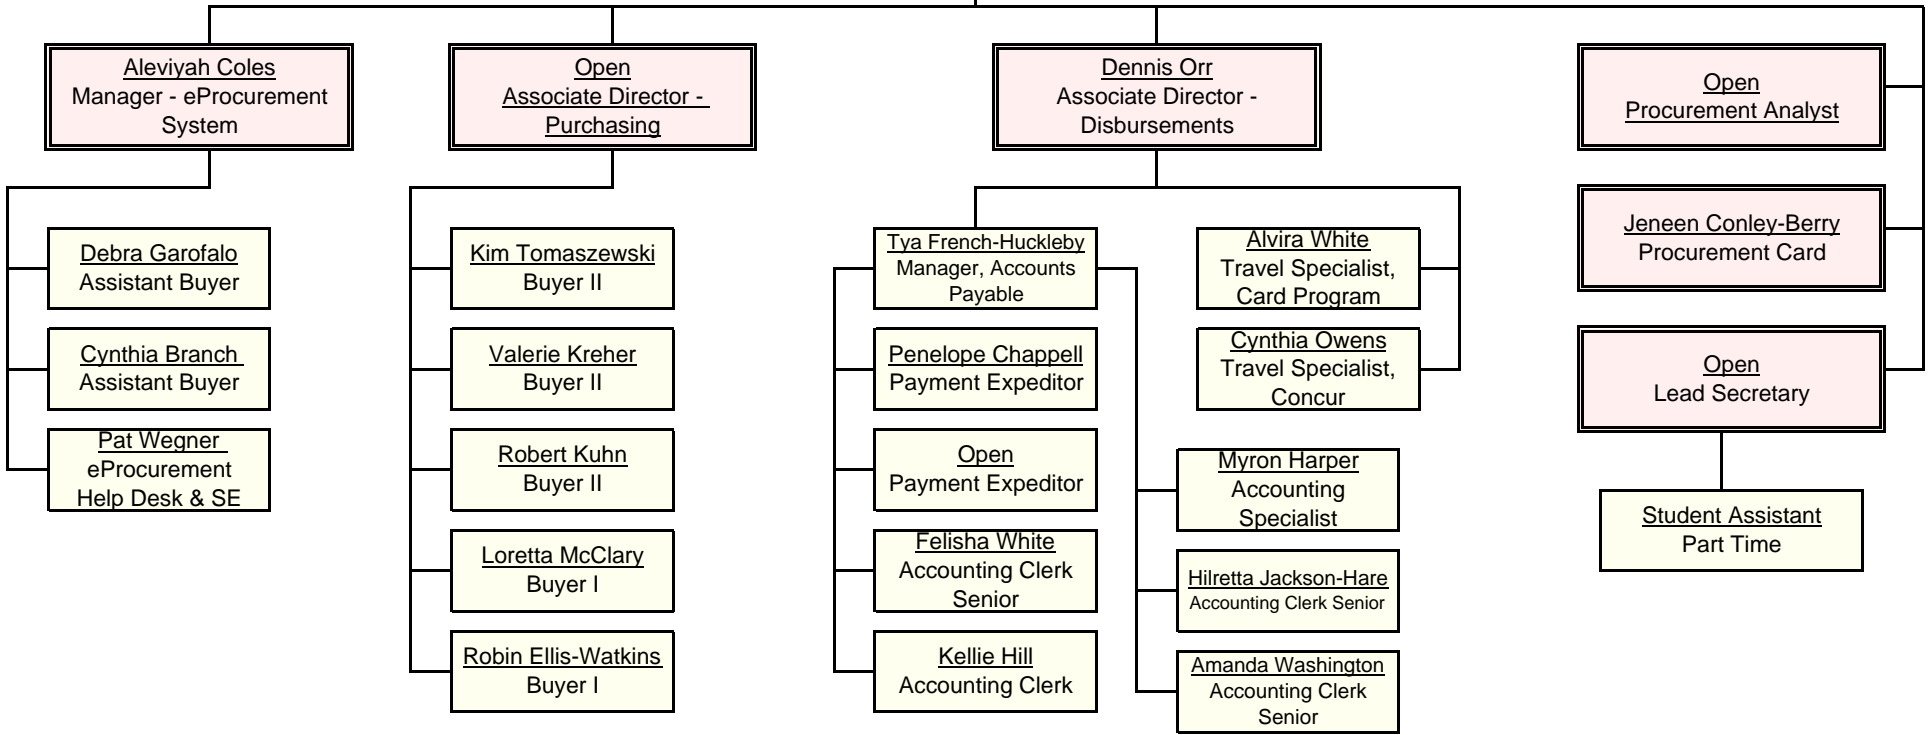 Aleviyah Coles
Manager - eProcurement
System
Open
Associate Director -
Purchasing
Dennis Orr
Associate Director -
Disbursements
Open
Procurement Analyst
Jeneen Conley-Berry
Procurement Card
Open
Lead Secretary
Student Assistant
Part Time
Debra Garofalo
Assistant Buyer
Cynthia Branch
Assistant Buyer
Pat Wegner
eProcurement
Help Desk & SE
Kim Tomaszewski
Buyer II
Valerie Kreher
Buyer II
Robert Kuhn
Buyer II
Loretta McClary
Buyer I
Robin Ellis-Watkins
Buyer I
Tya French-Huckleby
Manager, Accounts
Payable
Penelope Chappell
Payment Expeditor
Open
Payment Expeditor
Felisha White
Accounting Clerk
Senior
Kellie Hill
Accounting Clerk
Alvira White
Travel Specialist,
Card Program
Cynthia Owens
Travel Specialist,
Concur
Myron Harper
Accounting
Specialist
Hilretta Jackson-Hare
Accounting Clerk Senior
Amanda Washington
Accounting Clerk
Senior